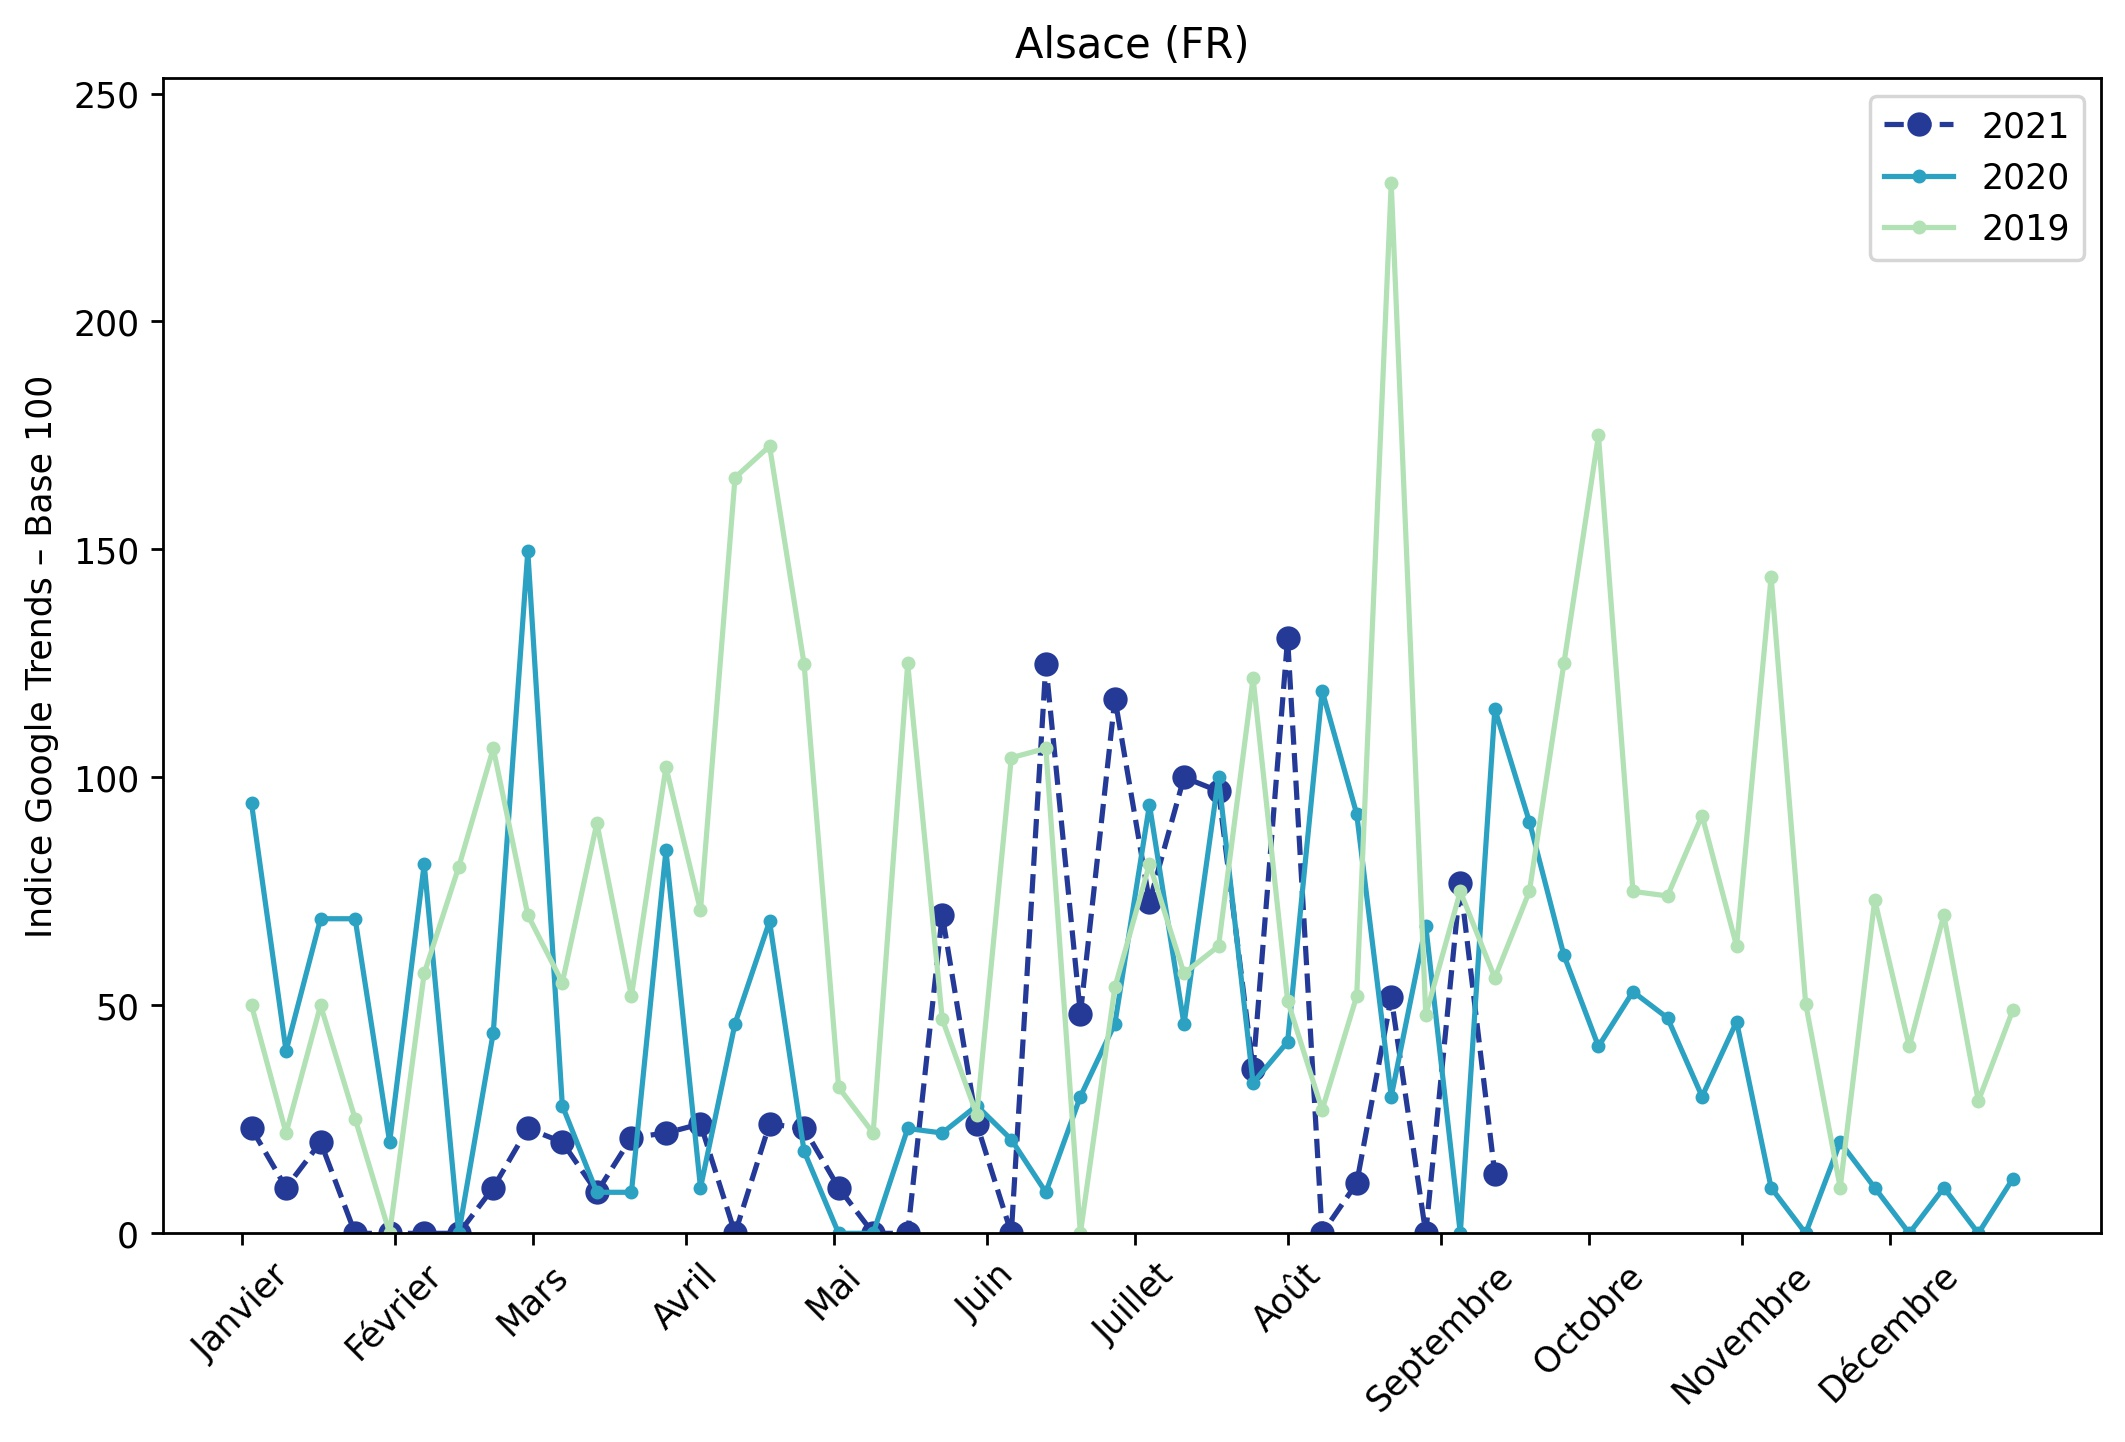 Alsace (FR)
Indice Google Trends – Base 100
250
200
150
100
50
0
2021
2020
2019
Janvier
Février
Mars
Avril
Mai
Juin
Juillet
Août
Septembre
Octobre
Novembre
Décembre